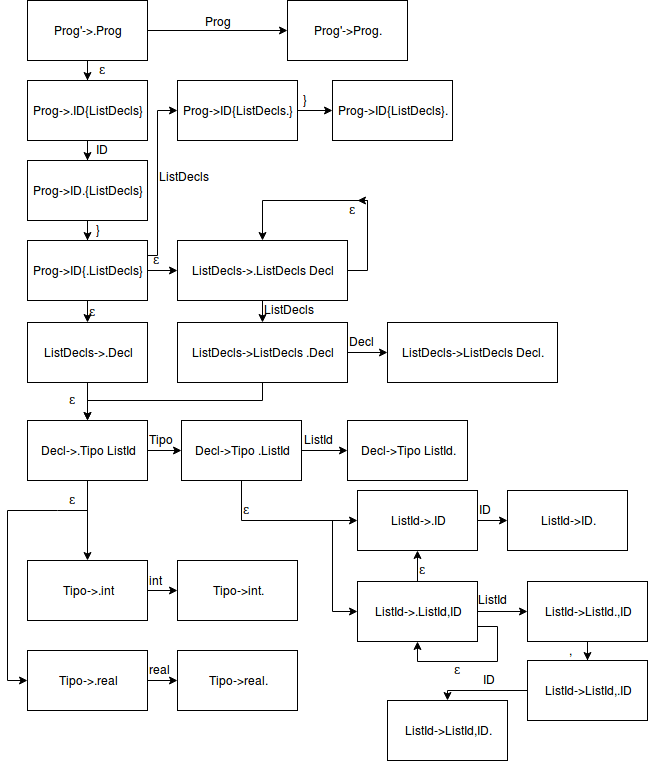 Prog'->.Prog
Prog
Prog'->Prog.
ε
Prog->.ID{ListDecls}
Prog->ID{ListDecls.}
}
Prog->ID{ListDecls}.
ID
Prog->ID.{ListDecls}
ListDecls
}
Prog->ID{.ListDecls}
ε
ListDecls->.ListDecls Decl
ε
ε
ListDecls
ListDecls->.Decl
ListDecls->ListDecls .Decl
Decl
ListDecls->ListDecls Decl.
ε
Decl->.Tipo ListId
Tipo
Decl->Tipo .ListId
ListId
Decl->Tipo ListId.
ε
ε
ListId->.ID
ID
ListId->ID.
ε
Tipo->.int
int
Tipo->int.
ListId->.ListId,ID
ListId
ListId->ListId.,ID
ε
,
Tipo->.real
real
Tipo->real.
ListId->ListId,.ID
ID
ListId->ListId,ID.